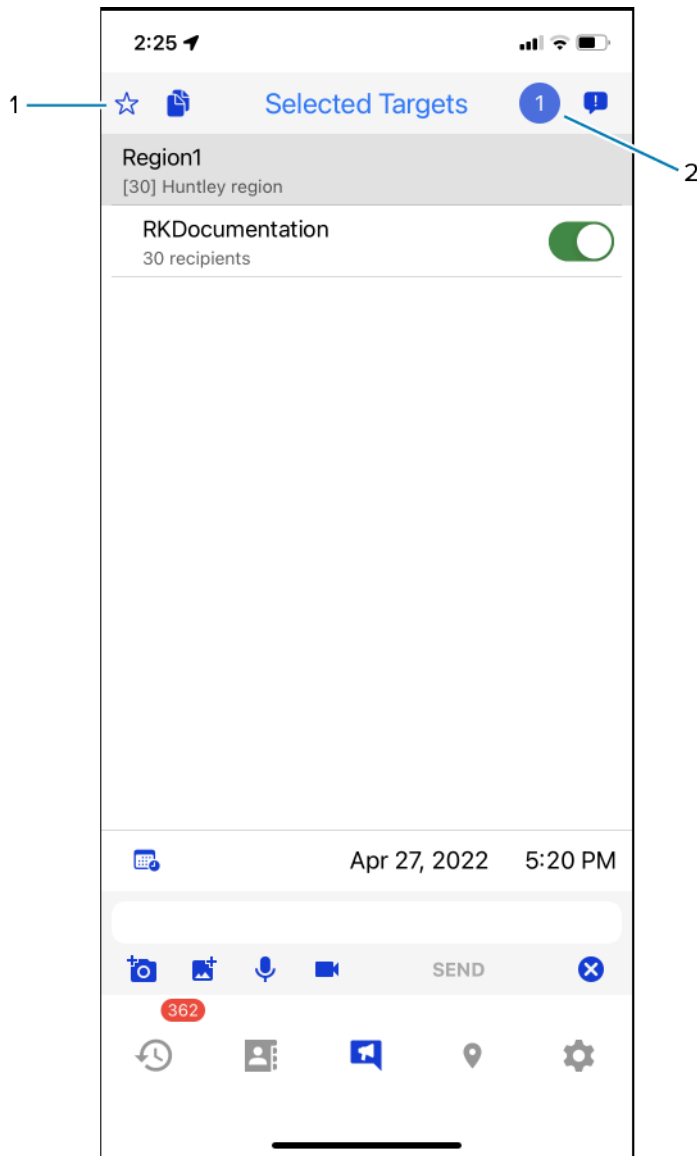 2:25
1
Selected Targets
1
2
Region1
[30] Huntley region
RKDocumentation
30 recipients
Apr 27, 2022 5:20 PM
SEND
362